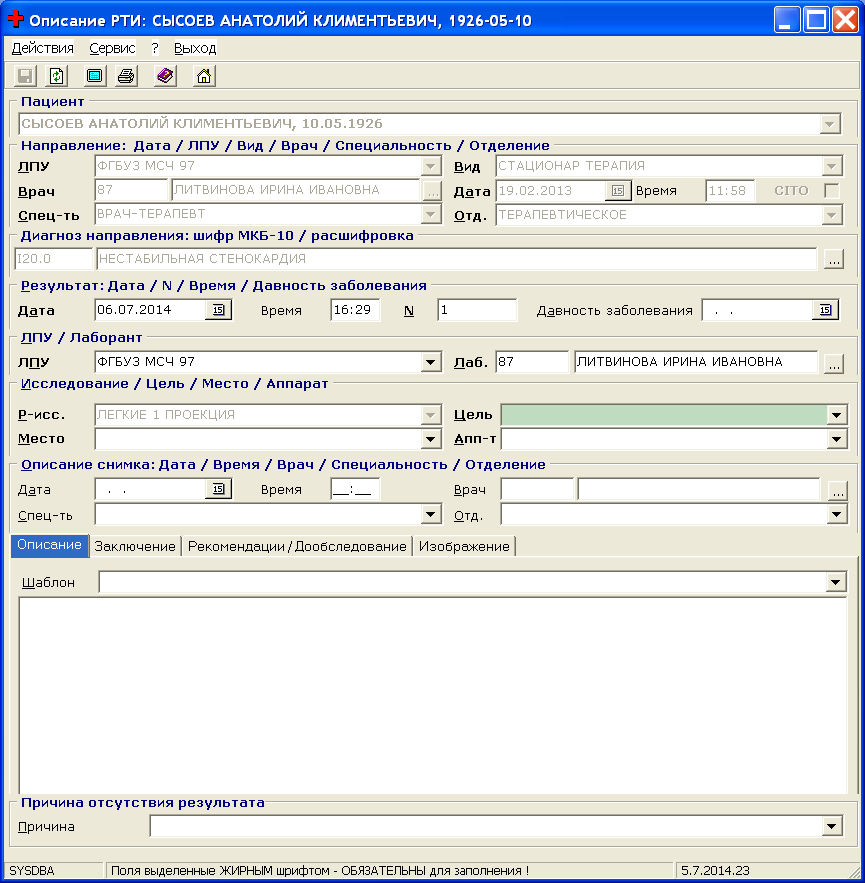 Описание РТИ: СЫСОЕВ АНАТОЛИЙ КЛИМЕНТЬЕВИЧ, 1926-05-10
Действия Сервис ? Выход
Пациент
СЫСОЕВ АНАТОЛИЙ КЛИМЕНТЬЕВИЧ, 10.05.1926
Направление: Дата / ЛПУ / Вид / Врач / Специальность / Отделение
ЛПУ ФГБУЗ МСЧ 97 Вид СТАЦИОНАР ТЕРАПИЯ
Врач 87 ЛИТВИНОВА ИРИНА ИВАНОВНА ... Дата 19.02.2013 15 Время 11:58 CITO
Спец-ть ВРАЧ-ТЕРАПЕВТ Отд. ТЕРАПЕВТИЧЕСКОЕ
Диагноз направления: шифр МКБ-10 / расшифровка
I20.0 НЕСТАБИЛЬНАЯ СТЕНОКАРДИЯ ...
Результат: Дата / N / Время / Давность заболевания
Дата 06.07.2014 15 Время 16:29 N 1 Давность заболевания . . 15
ЛПУ / Лаборант
ЛПУ ФГБУЗ МСЧ 97 Лаб. 87 ЛИТВИНОВА ИРИНА ИВАНОВНА ...
Исследование / Цель / Место / Аппарат
Р-исс. ЛЕГКИЕ 1 ПРОЕКЦИЯ Цель
Место Апп-т
Описание снимка: Дата / Время / Врач / Специальность / Отделение
Дата . . 15 Время __:__ Врач ...
Спец-ть Отд.
Описание Заключение Рекомендации/Дообследование Изображение
Шаблон
Причина отсутствия результата
Причина
SYSDBA Поля выделенные ЖИРНЫМ шрифтом - ОБЯЗАТЕЛЬНЫ для заполнения ! 5.7.2014.23